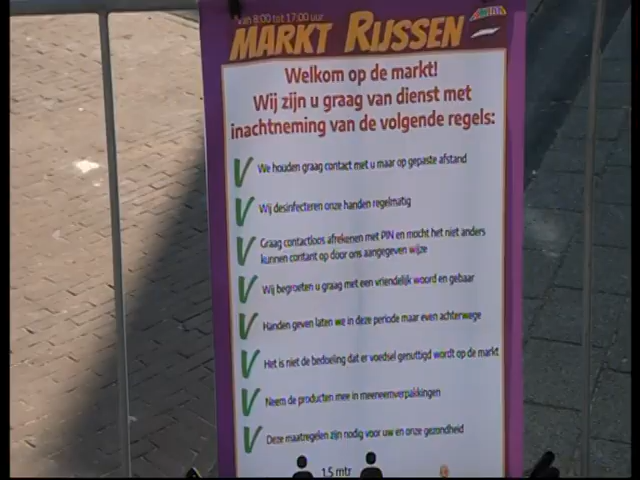 van 8:00 tot 17:00 uur
MARKT RIJSSEN
Welkom op de markt!
Wij zijn u graag van dienst met
inachtneming van de volgende regels:
We houden graag contact met u maar op gepaste afstand
Wij desinfecteren onze handen regelmatig
Graag contactloos afrekenen met PIN en mocht het niet anders
kunnen contant op door ons aangegeven wijze
Wij begroeten u graag met een vriendelijk woord en gebaar
Handen geven laten we in deze periode maar even achterwege
Het is niet de bedoeling dat er voedsel genuttigd wordt op de markt
Neem de producten mee in meeneemverpakkingen
Deze maatregelen zijn nodig voor uw en onze gezondheid
1,5 mtr